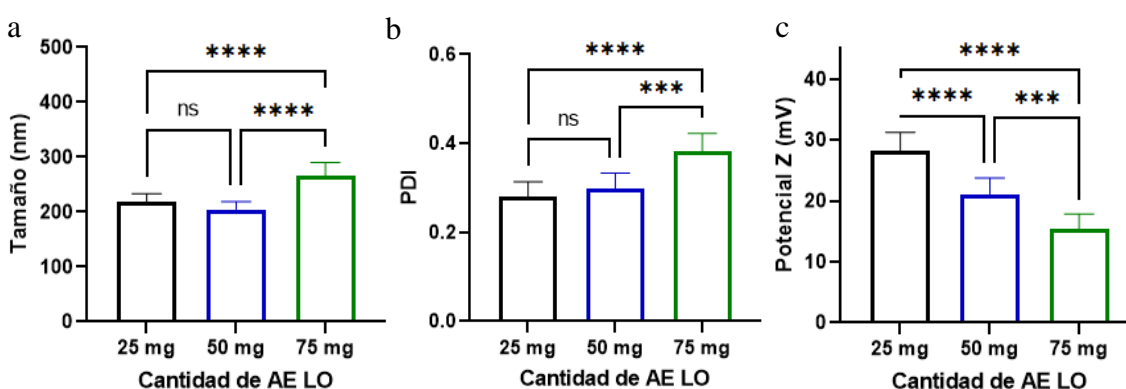 a
Tamaño (nm)
500
400
300
200
100
0
****
ns
****
25 mg 50 mg 75 mg
Cantidad de AE LO
b
PDI
0.6
0.4
0.2
0.0
****
***
ns
25 mg 50 mg 75 mg
Cantidad de AE LO
c
Potencial Z (mV)
40
30
20
10
0
****
**** ***
25 mg 50 mg 75 mg
Cantidad de AE LO